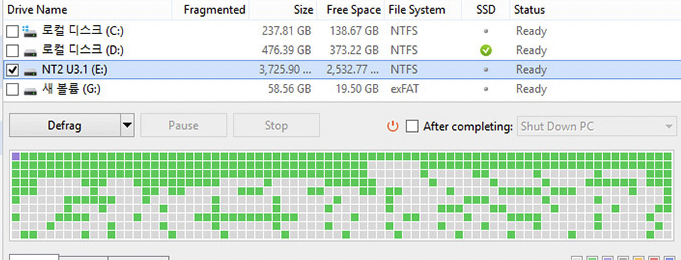 Drive Name Fragmented Size Free Space File System SSD Status
로컬 디스크 (C:) 237.81 GB 138.67 GB NTFS Ready
로컬 디스크 (D:) 476.39 GB 373.22 GB NTFS Ready
NT2 U3.1 (E:) 3,725.90 ... 2,532.77 ... NTFS Ready
새 볼륨 (G:) 58.56 GB 19.50 GB exFAT Ready
Defrag Pause Stop After completing: Shut Down PC